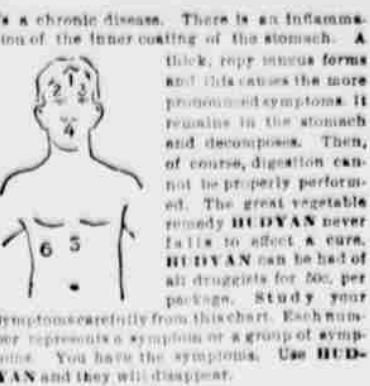 's a chronic disease. There is an inflamma-
ion of the inner coating of the stomach. A
thick, ropy mucus forms
and this causes the more
pronounced symptoms. It
remains in the stomach
and decomposes. Then,
of course, digestion can-
not be properly perform-
ed. The great vegetable
remedy HUDYAN never
fails to effect a cure.
HUDYAN can be had of
all druggists for 50c. per
package. Study your
symptoms carefully from this chart. Each num-
ber represents a symptom or a group of symp-
oms. You have the symptoms. Use HUD-
YAN and they will disappear.
1
2 3
4
6 5